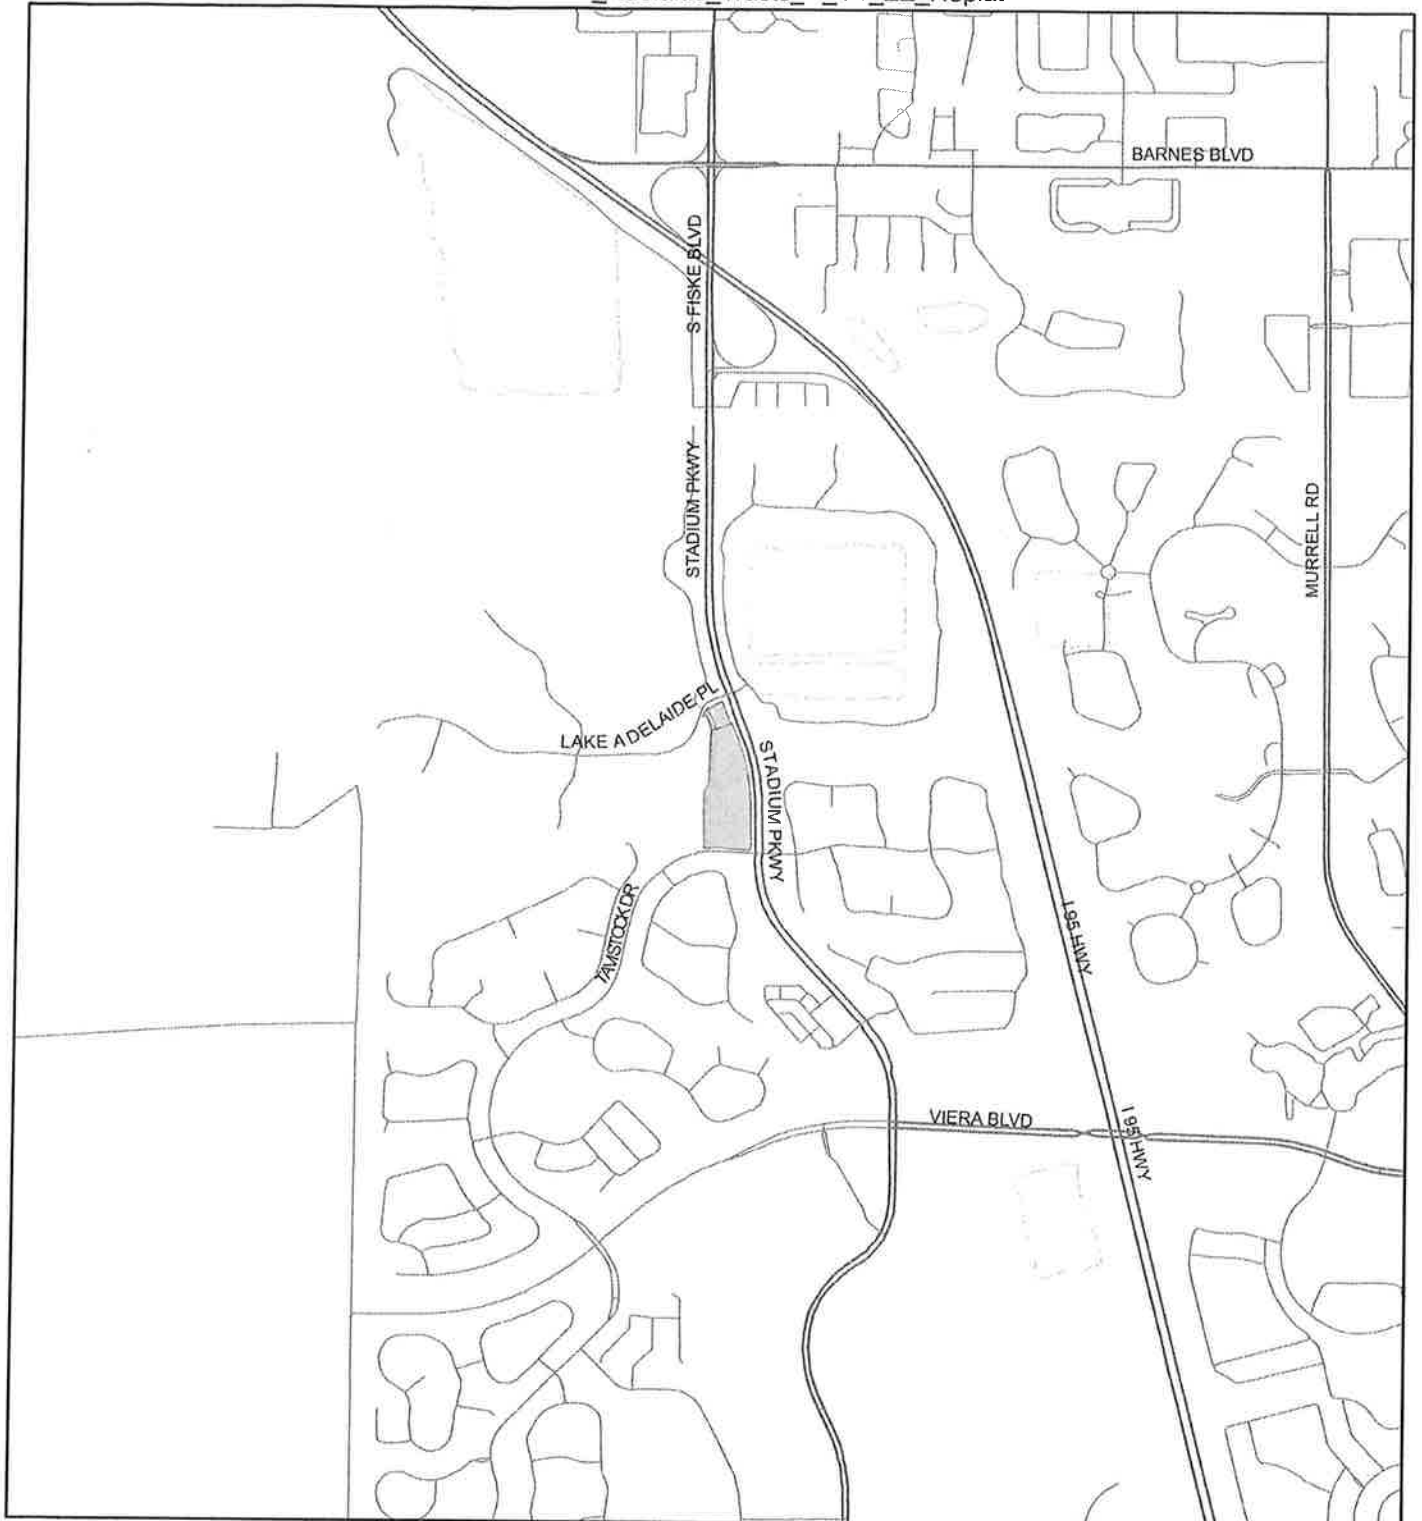 BARNES BLVD
S FISKE BLVD
STADIUM PKWY
MURRELL RD
LAKE ADELAIDE PL
STADIUM PKWY
TAVISTOCK DR
I 95 HWY
VIERA BLVD
I 95 HWY